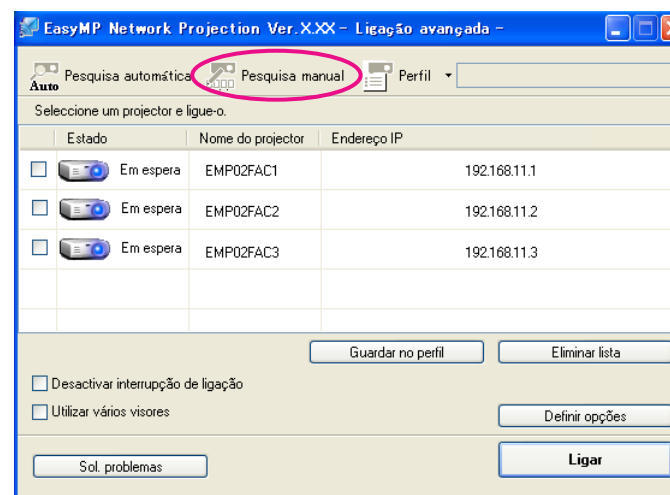 EasyMP Network Projection Ver.X.XX - Ligação avançada -
Auto Pesquisa automática Pesquisa manual Perfil
Seleccione um projector e ligue-o.
Estado Nome do projector Endereço IP
Em espera EMP02FAC1 192.168.11.1
Em espera EMP02FAC2 192.168.11.2
Em espera EMP02FAC3 192.168.11.3
Guardar no perfil Eliminar lista
Desactivar interrupção de ligação
Utilizar vários visores
Definir opções
Sol. problemas Ligar